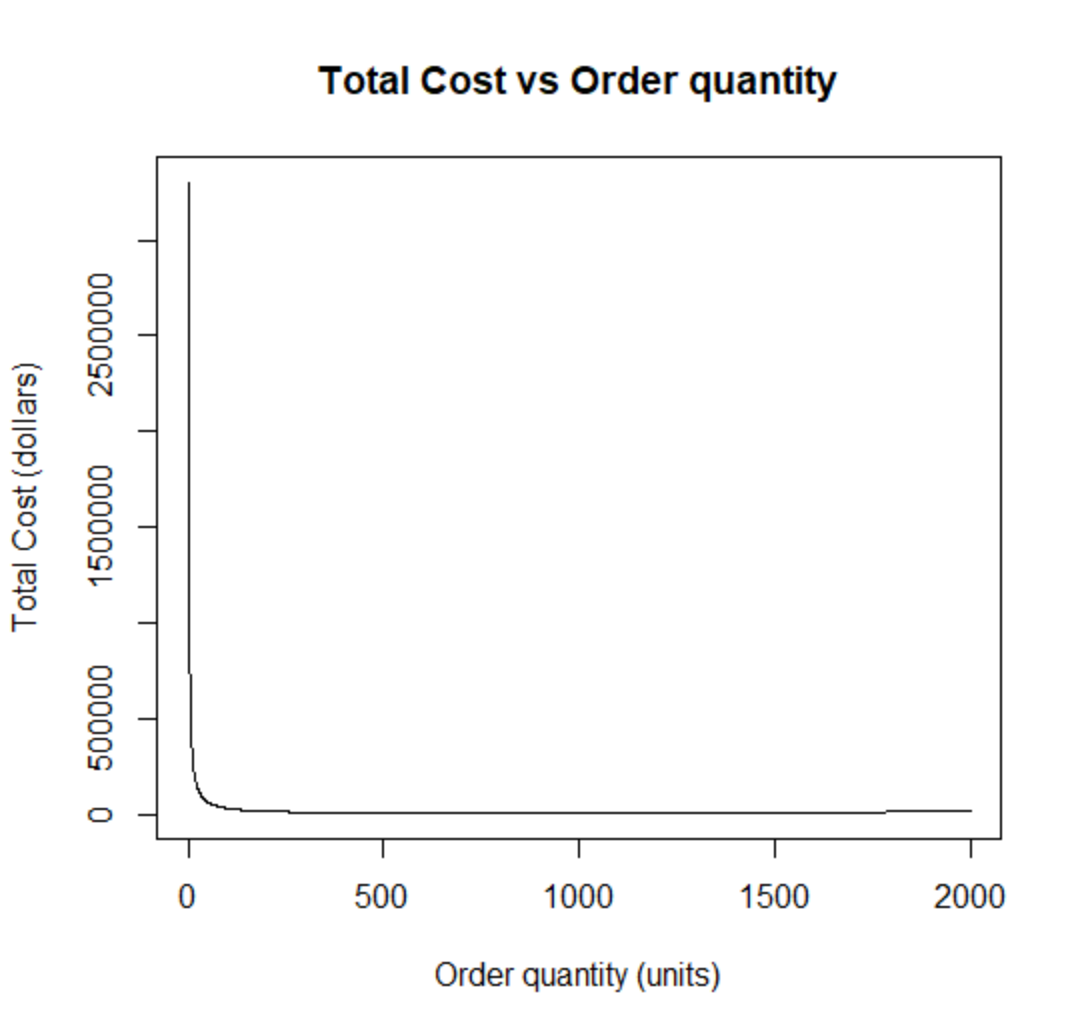 Total Cost vs Order quantity
Total Cost (dollars)
2500000
1500000
500000
0
0 500 1000 1500 2000
Order quantity (units)